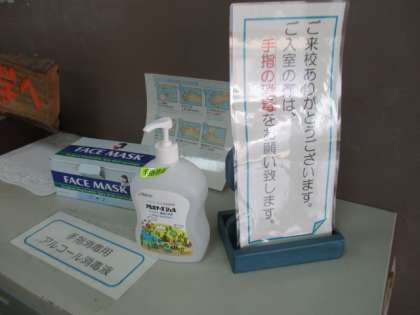 ご来校ありがとうございます。
ご入室の際は、
手指の消毒をお願い致します。
FACE MASK
FACE MASK
手指消毒用
アルコール消毒液
学へ